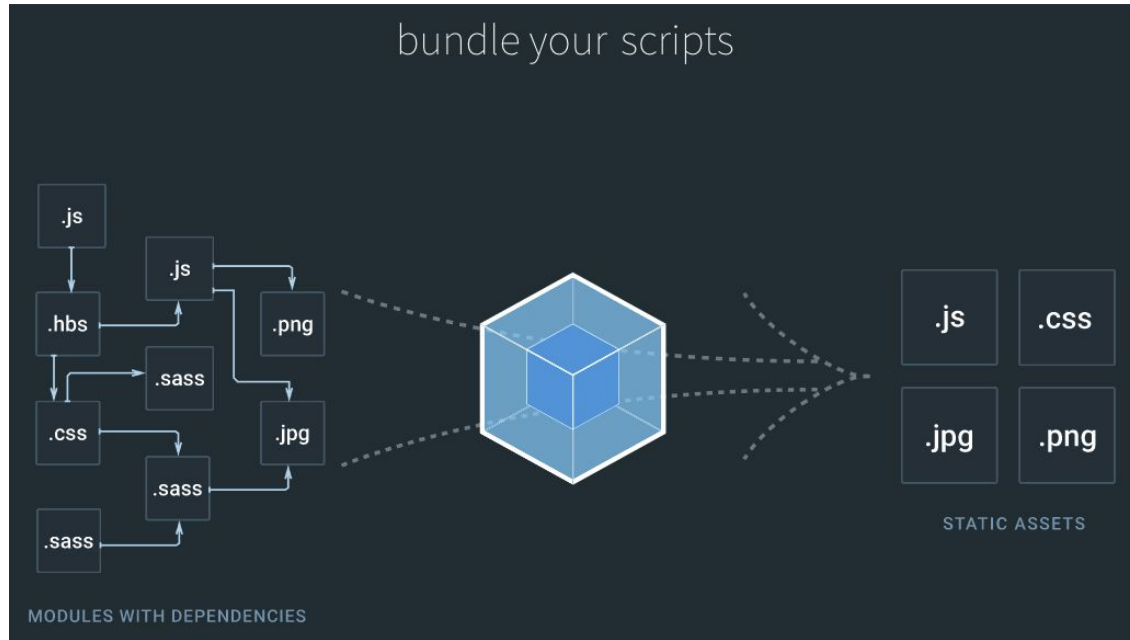 bundle your scripts
.js
.js
.hbs
.png
.sass
.css
.jpg
.sass
.sass
MODULES WITH DEPENDENCIES
.js
.css
.jpg
.png
STATIC ASSETS